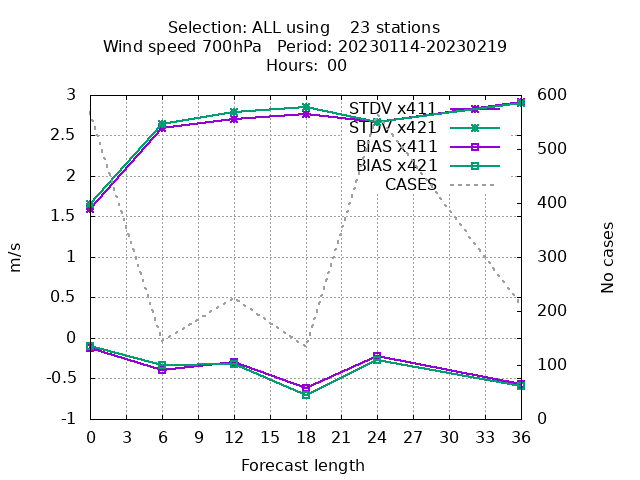 Selection: ALL using    23 stations
Wind speed 700hPa   Period: 20230114-20230219
Hours:  00
3
2.5
2
1.5
1
0.5
0
-0.5
-1
m/s
600
500
400
300
200
100
0
No cases
STDV x411
STDV x421
BIAS x411
BIAS x421
CASES
0 3 6 9 12 15 18 21 24 27 30 33 36
Forecast length